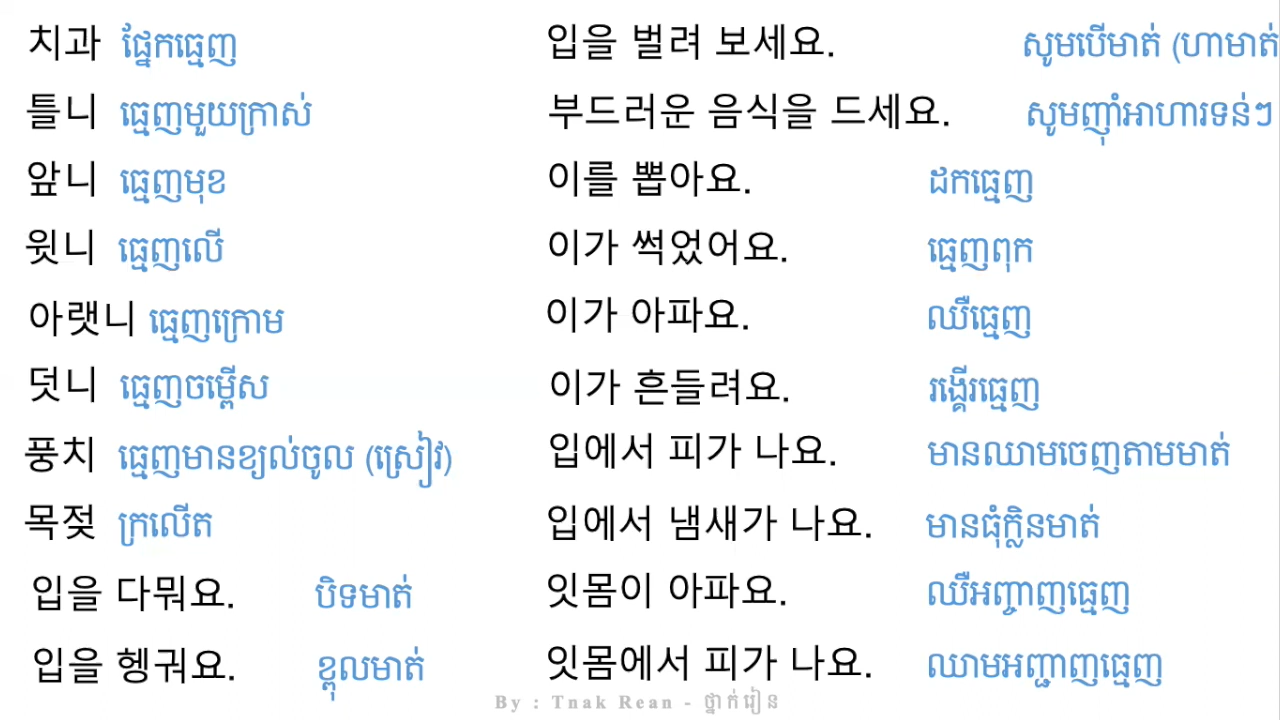 치과 ផ្នែកធ្មេញ
틀니 ធ្មេញមួយក្រាស់
앞니 ធ្មេញមុខ
윗니 ធ្មេញលើ
아랫니 ធ្មេញក្រោម
덧니 ធ្មេញចម្ពើស
풍치 ធ្មេញមានខ្យល់ចូល (ស្រៀវ)
목젖 ក្រលើត
입을 다뭐요. បិទមាត់
입을 헹궈요. ខ្ពុលមាត់
입을 벌려 보세요. សូមបើមាត់ (ហាមាត់
부드러운 음식을 드세요. សូមញ៉ាំអាហារទន់ៗ
이를 뽑아요. ដកធ្មេញ
이가 썩었어요. ធ្មេញពុក
이가 아파요. ឈឺធ្មេញ
이가 흔들려요. រង្គើរធ្មេញ
입에서 피가 나요. មានឈាមចេញតាមមាត់
입에서 냄새가 나요. មានធុំក្លិនមាត់
잇몸이 아파요. ឈឺអញ្ចាញធ្មេញ
잇몸에서 피가 나요. ឈាមអញ្ជាញធ្មេញ
By : Tnak Rean - ថ្នាក់រៀន